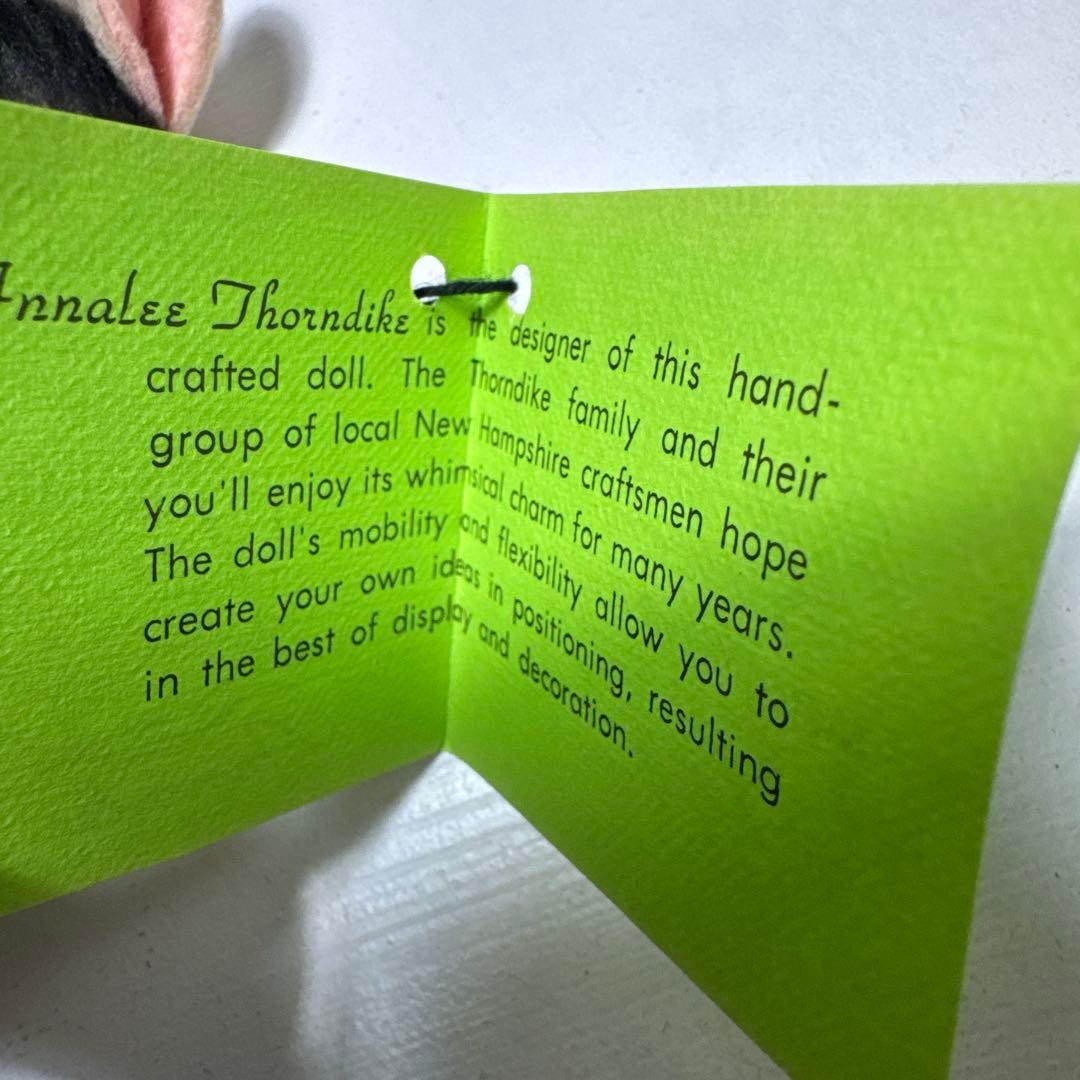 Annalee Thorndike is the designer of this hand-
crafted doll. The Thorndike family and their
group of local New Hampshire craftsmen hope
you'll enjoy its whimsical charm for many years.
The doll's mobility and flexibility allow you to
create your own ideas in positioning, resulting
in the best of display and decoration.